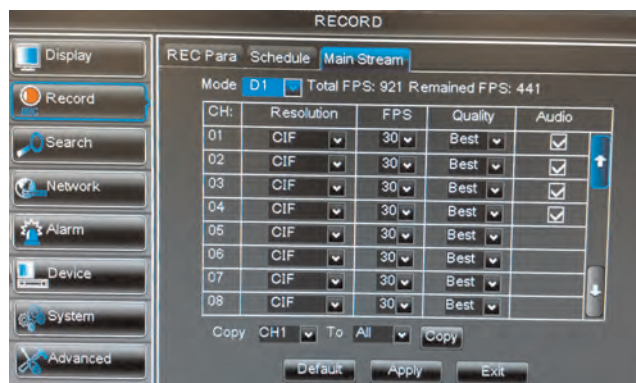 RECORD
Display
Record
REC
Search
Network
Alarm
Device
System
Advanced
REC Para Schedule Main Stream
Mode D1 Total FPS: 921 Remained FPS: 441
CH: Resolution FPS Quality Audio
01 CIF 30 Best
02 CIF 30 Best
03 CIF 30 Best
04 CIF 30 Best
05 CIF 30 Best
06 CIF 30 Best
07 CIF 30 Best
08 CIF 30 Best
Copy CH1 To All Copy
Default Apply Exit